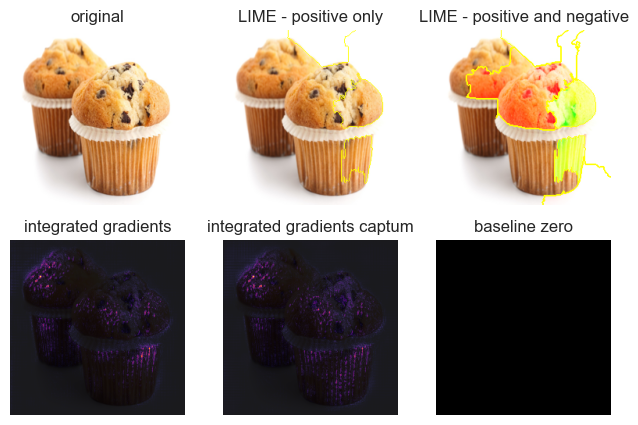 original
LIME - positive only
LIME - positive and negative
integrated gradients
integrated gradients captum
baseline zero